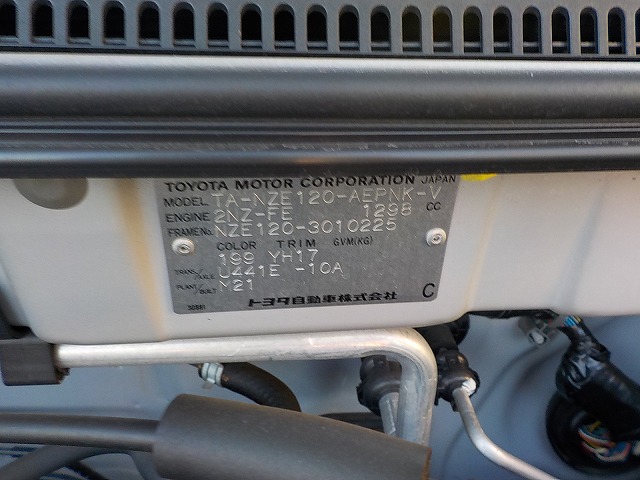 TOYOTA MOTOR CORPORATION JAPAN
MODEL TA-NZE120-AEPNK-V
ENGINE 2NZ-FE 1298 CC
FRAME No. NZE120-3010225
COLOR TRIM GVM(KG)
199 YH17
TRANS./AXLE U441E -10A
PLANT/BUILT M21
トヨタ自動車株式会社 C